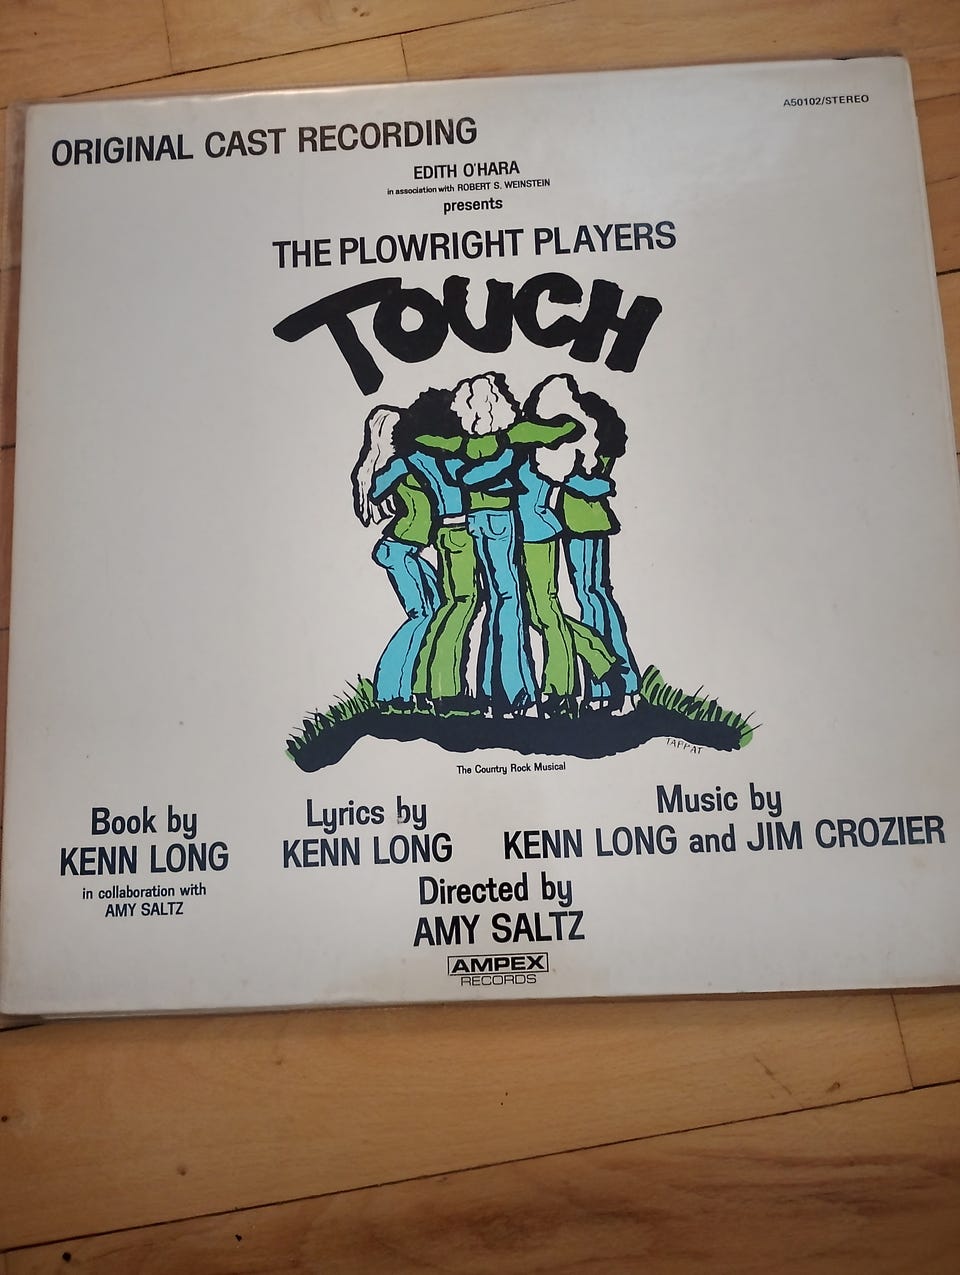 A50102/STEREO
ORIGINAL CAST RECORDING
EDITH O'HARA
in association with ROBERT S. WEINSTEIN
presents
THE PLOWRIGHT PLAYERS
TOUCH
TAPPAT
The Country Rock Musical
Book by
KENN LONG
in collaboration with
AMY SALTZ
Lyrics by
KENN LONG
Music by
KENN LONG and JIM CROZIER
Directed by
AMY SALTZ
AMPEX
RECORDS